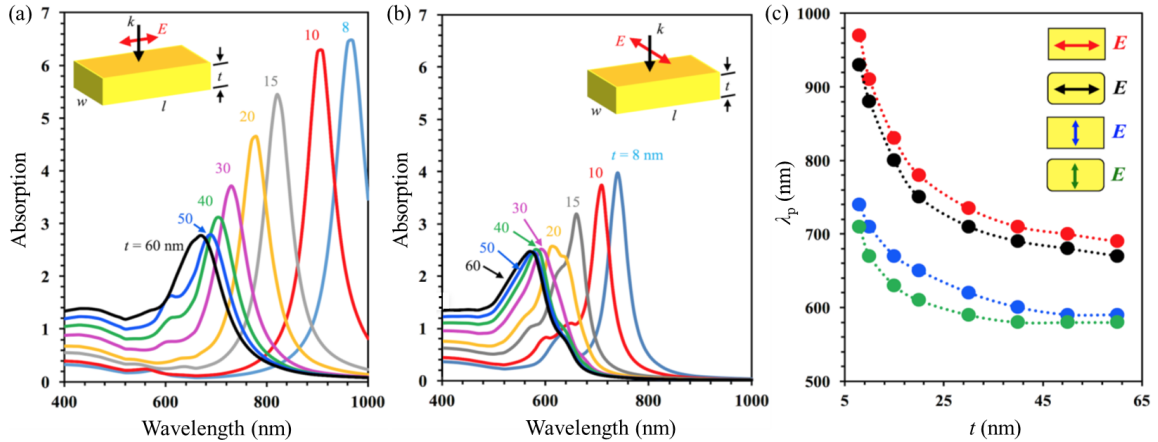 (a)
7
6
5
4
3
2
1
0
Absorption
k
E
t
w
l
8
10
15
20
30
40
50
t = 60 nm
400
600
800
1000
Wavelength (nm)
(b)
7
6
5
4
3
2
1
0
Absorption
k
E
t
w
l
t = 8 nm
10
15
20
30
40
50
60
400
600
800
1000
Wavelength (nm)
(c)
1000
900
800
700
600
500
λp (nm)
E
E
E
E
5
25
45
65
t (nm)